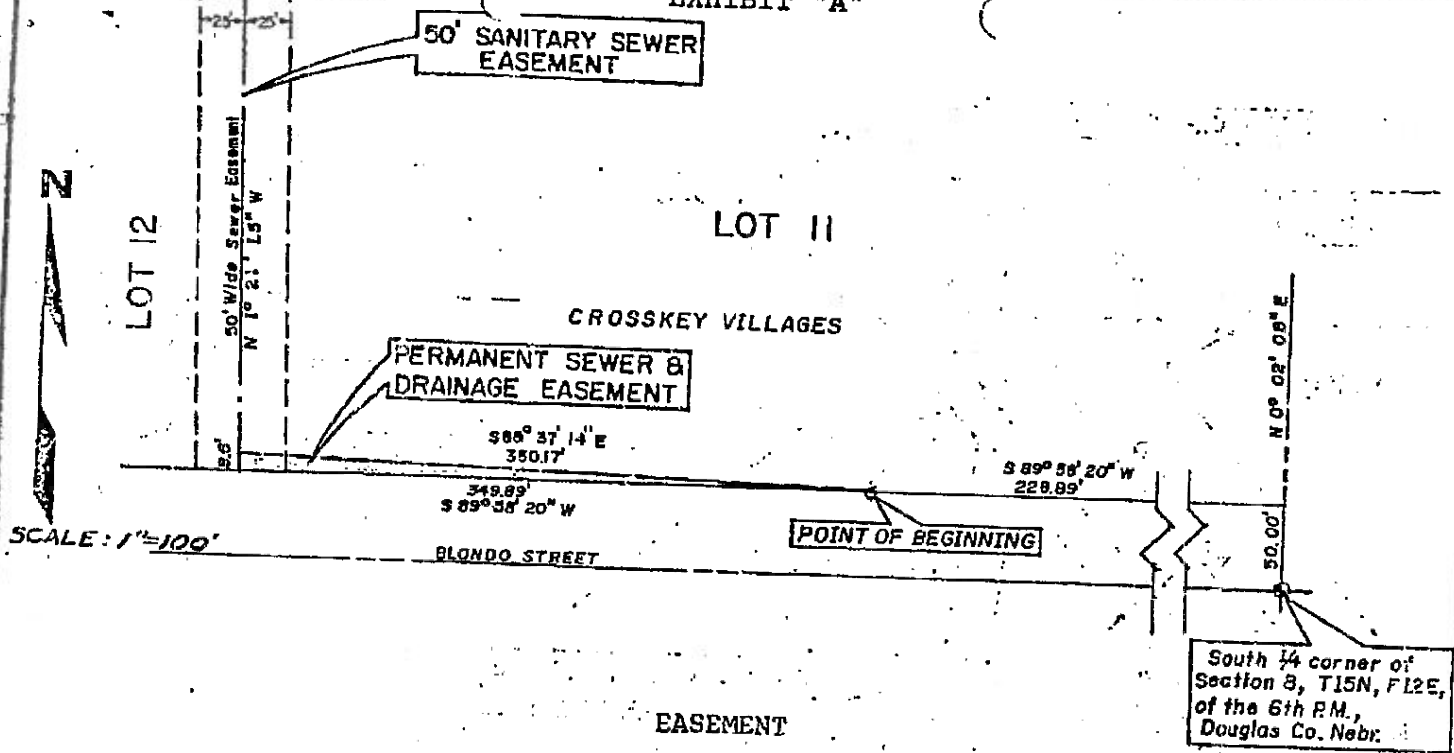 EXHIBIT "A"
25' 25'
50' SANITARY SEWER
EASEMENT
N
LOT 12
50' Wide Sewer Easement
N 1° 21' 15" W
LOT 11
CROSSKEY VILLAGES
N 0° 02' 08" E
PERMANENT SEWER &
DRAINAGE EASEMENT
S 88° 37' 14" E
350.17'
349.89'
S 89° 58' 20" W
S 89° 58' 20" W
228.89'
POINT OF BEGINNING
50.00'
SCALE: 1"=100'
BLONDO STREET
South 1/4 corner of
Section 8, T15N, R12E,
of the 6th P.M.,
Douglas Co. Nebr.
EASEMENT